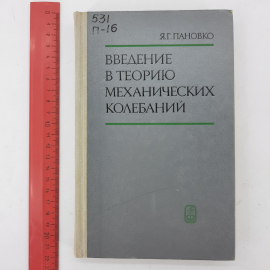 531
П-16
Я.Г.ПАНОВКО
ВВЕДЕНИЕ
В ТЕОРИЮ
МЕХАНИЧЕСКИХ
КОЛЕБАНИЙ